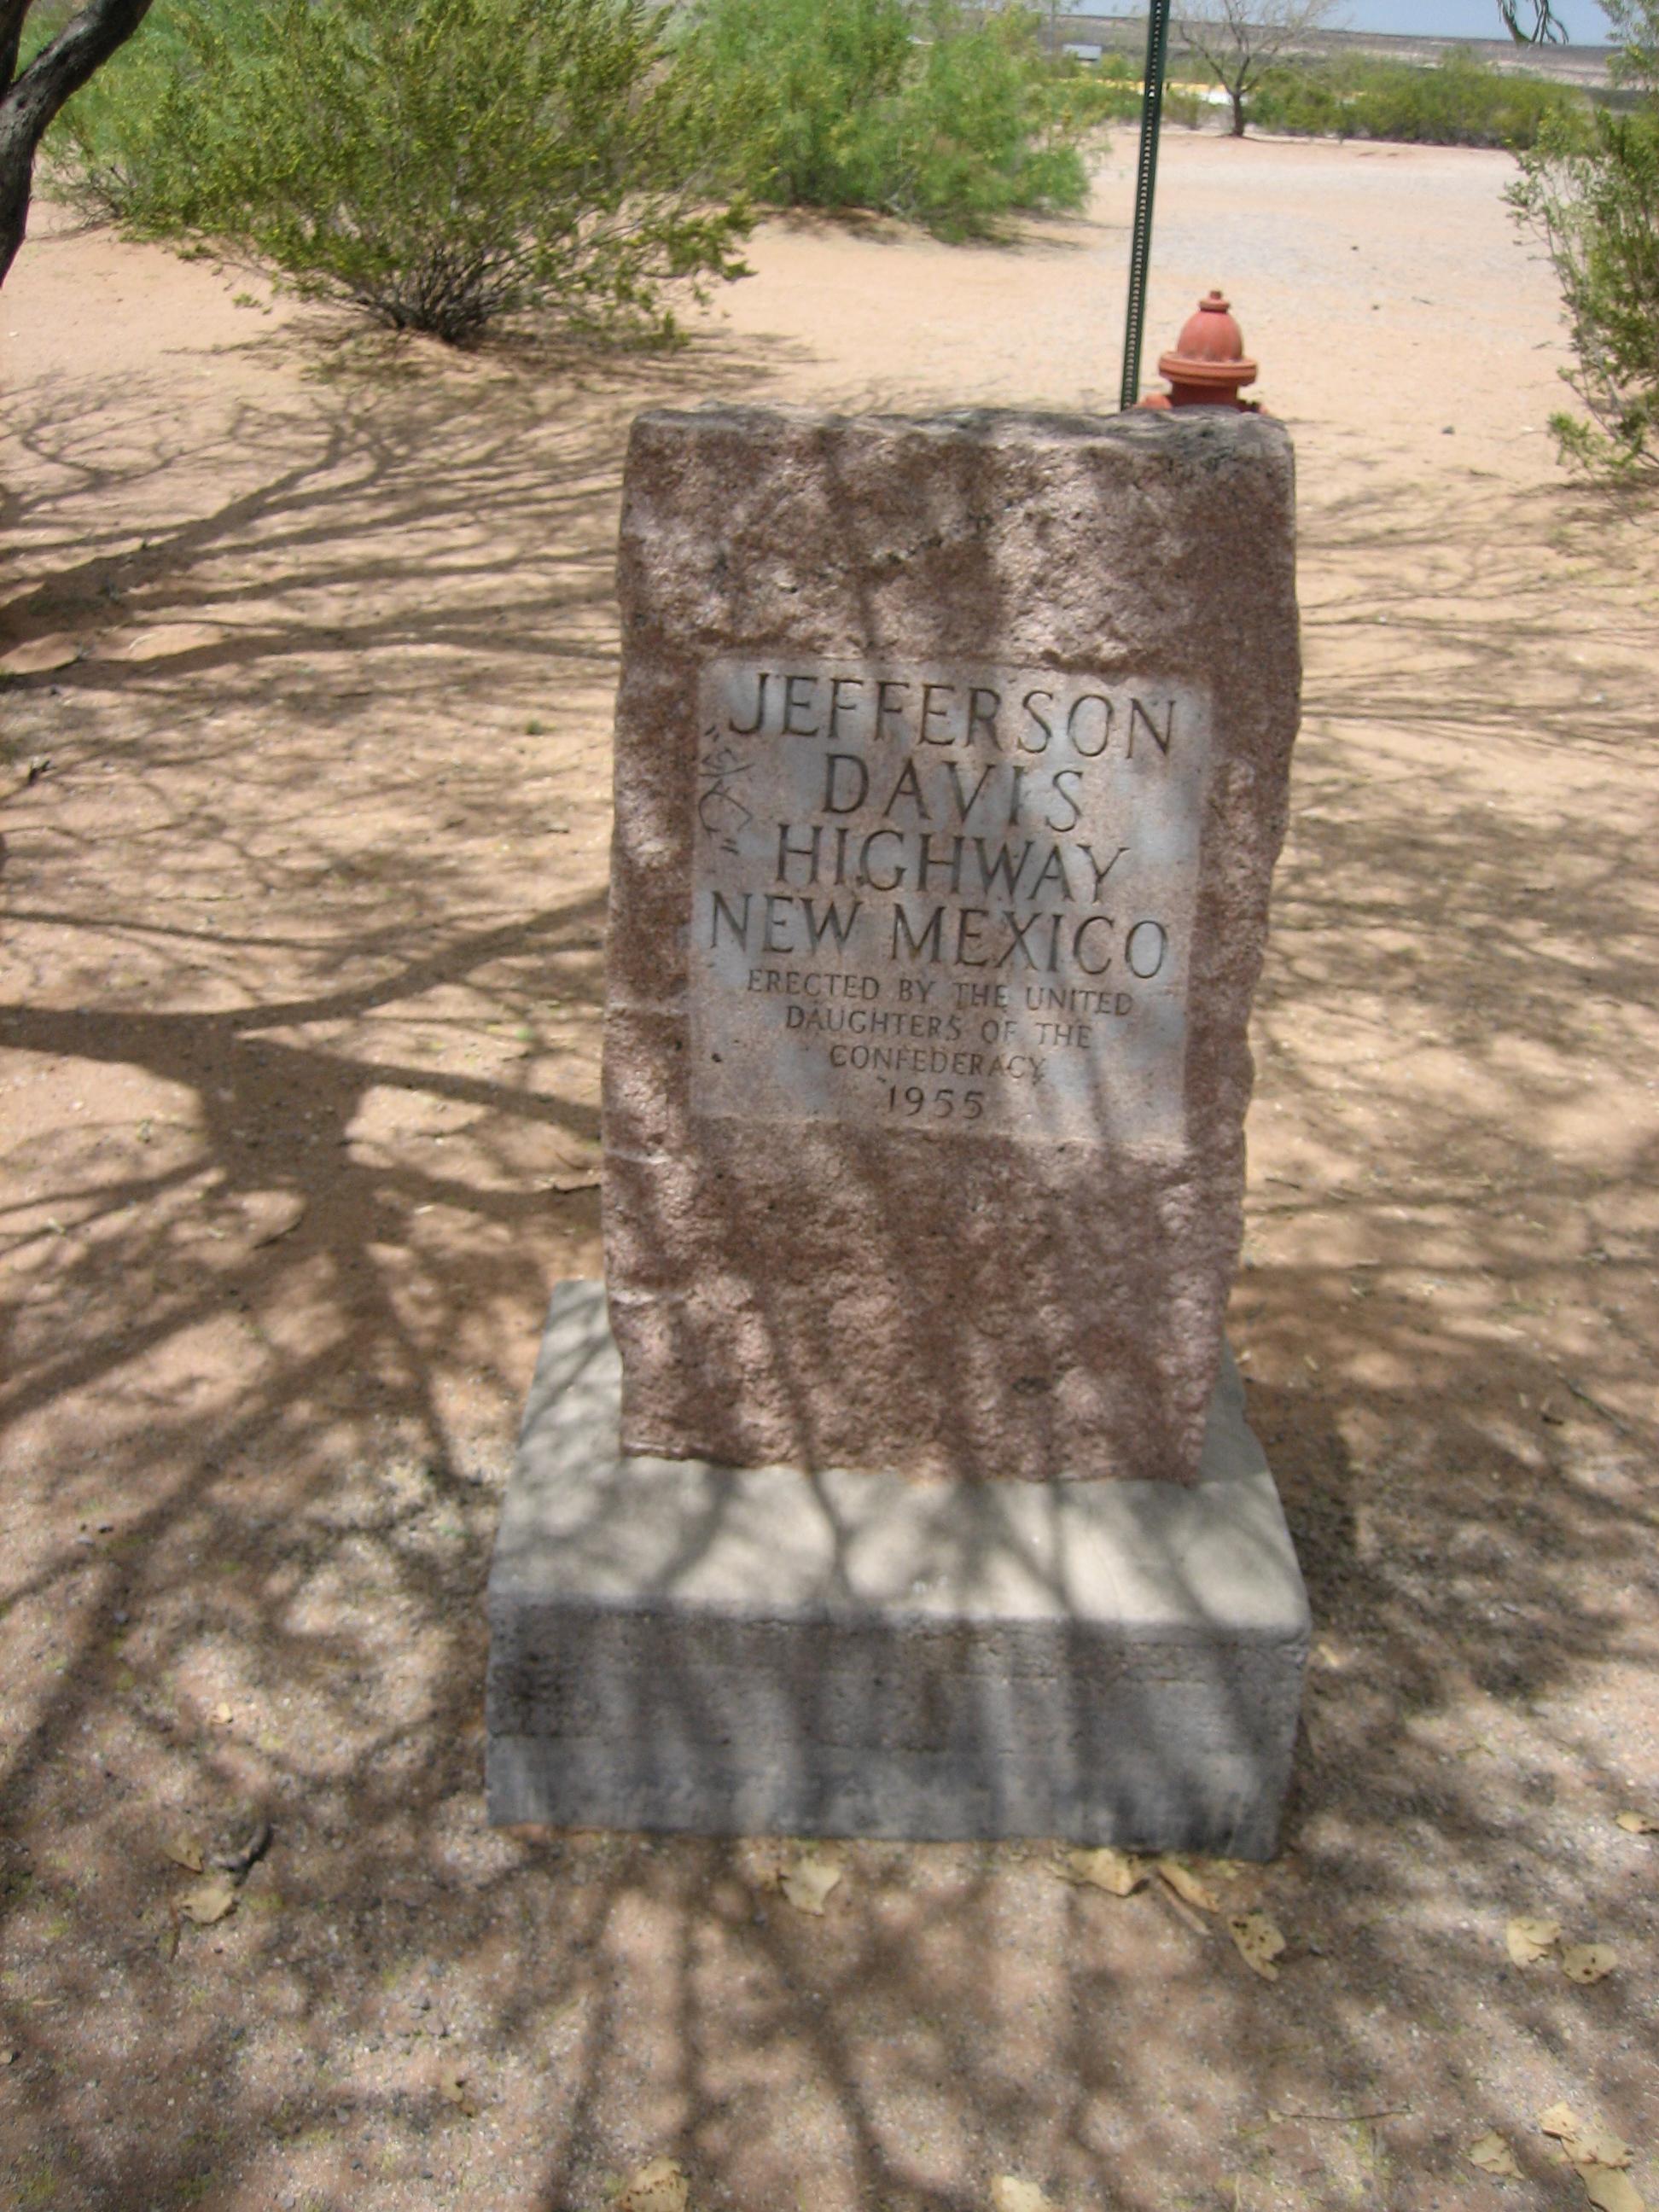 JEFFERSON
DAVIS
HIGHWAY
NEW MEXICO
ERECTED BY THE UNITED
DAUGHTERS OF THE
CONFEDERACY
1955